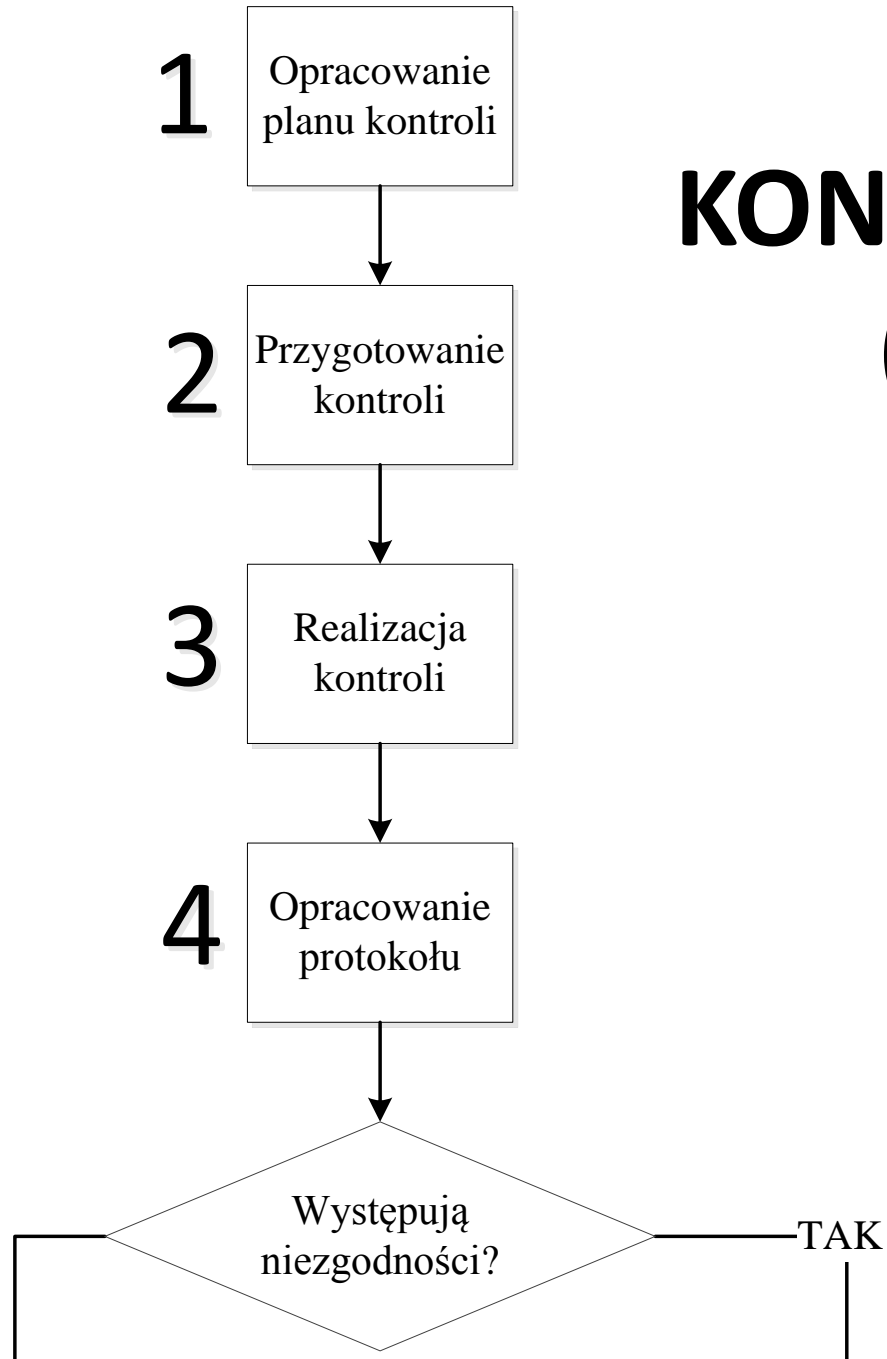 1
Opracowanie
planu kontroli
KON
2
Przygotowanie
kontroli
3
Realizacja
kontroli
4
Opracowanie
protokołu
Występują
niezgodności?
TAK